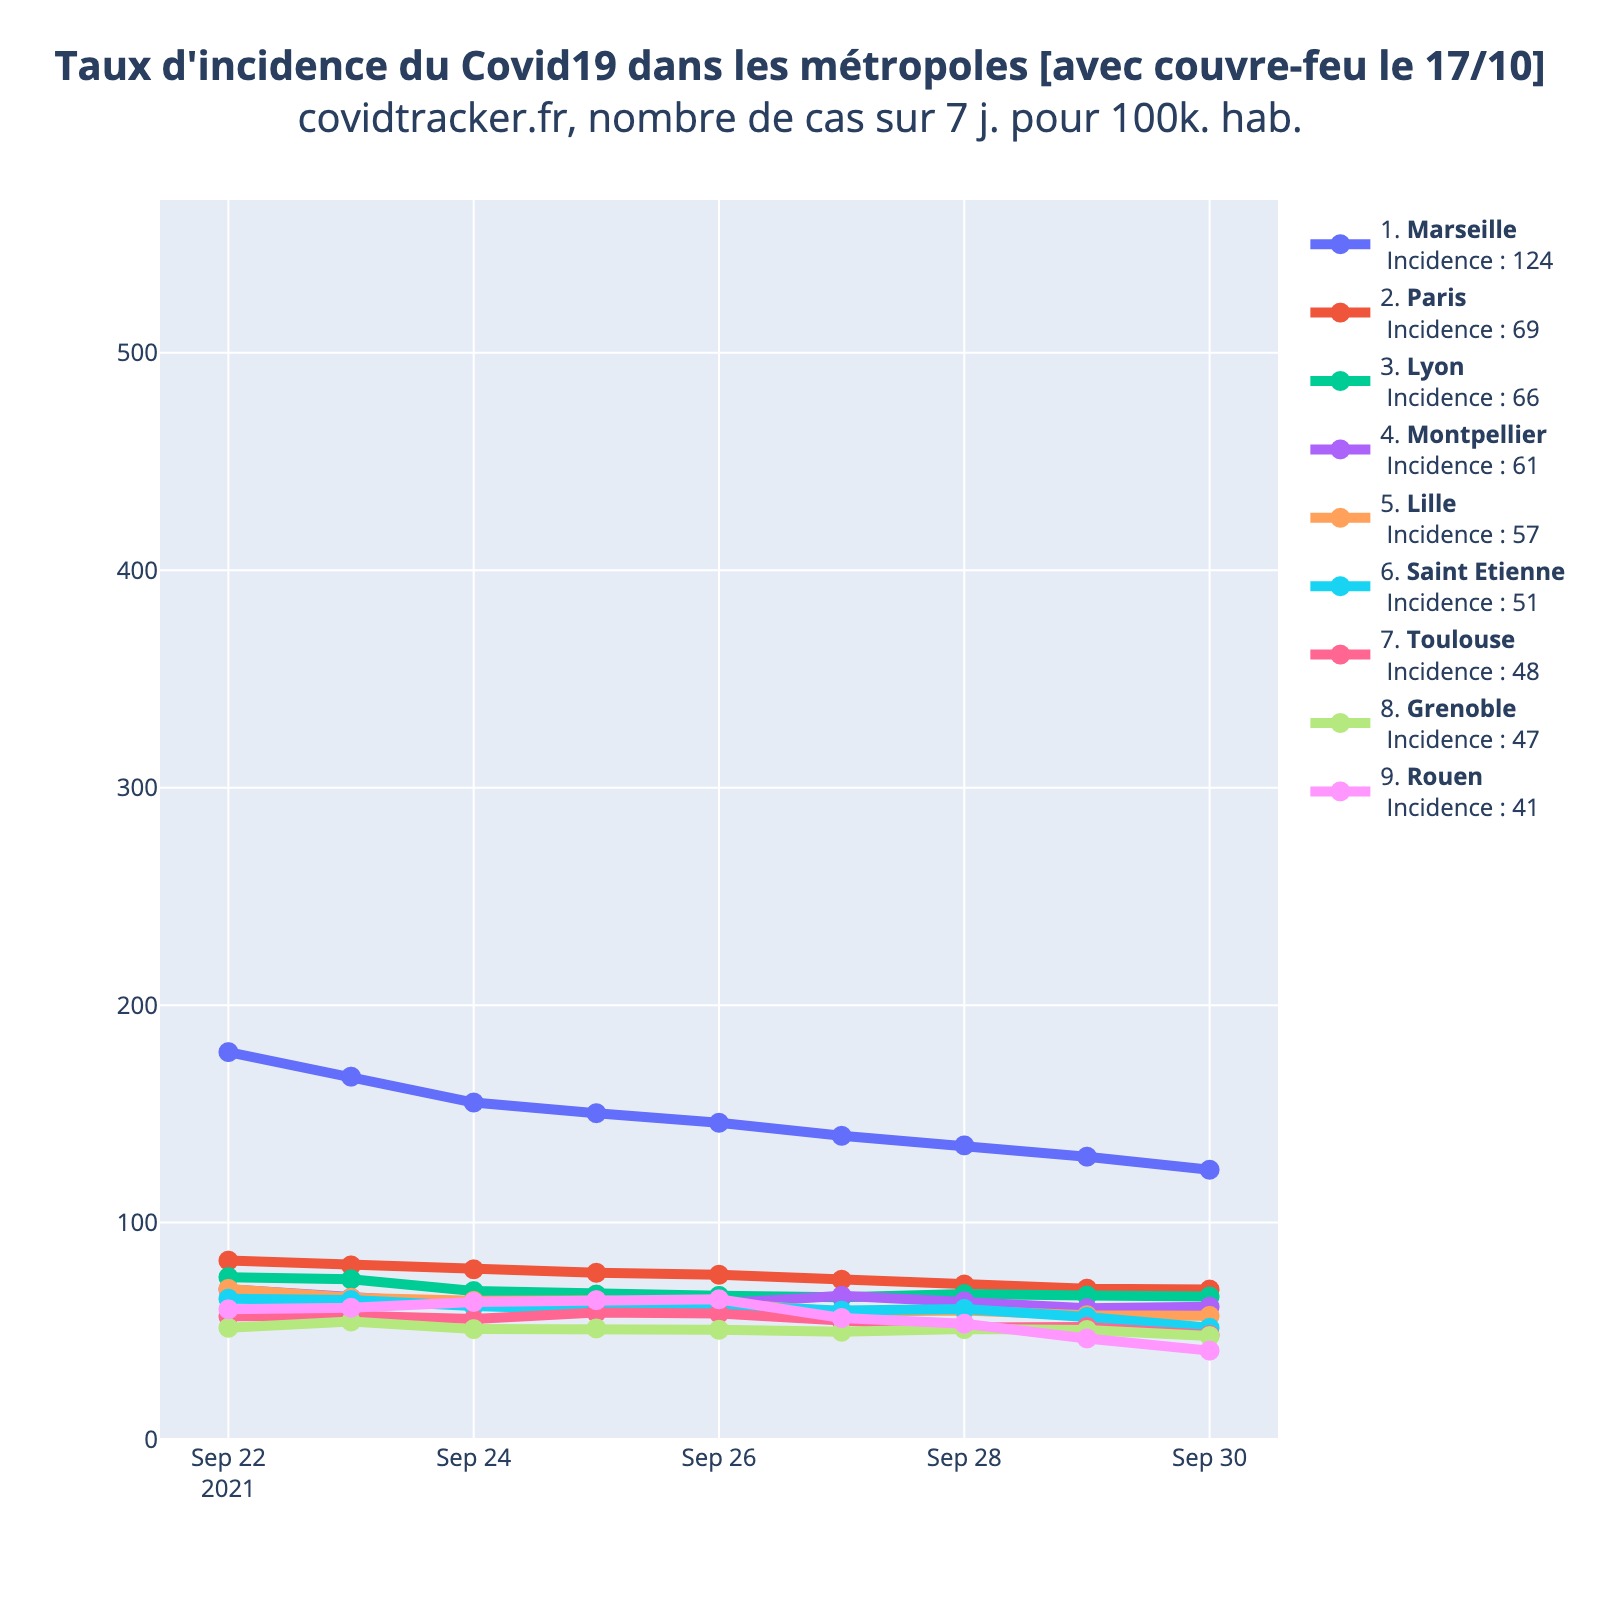 Taux d'incidence du Covid19 dans les métropoles [avec couvre-feu le 17/10]
covidtracker.fr, nombre de cas sur 7 j. pour 100k. hab.
1. Marseille
Incidence : 124
2. Paris
Incidence : 69
3. Lyon
Incidence : 66
4. Montpellier
Incidence : 61
5. Lille
Incidence : 57
6. Saint Etienne
Incidence : 51
7. Toulouse
Incidence : 48
8. Grenoble
Incidence : 47
9. Rouen
Incidence : 41
500
400
300
200
100
0
Sep 22
2021
Sep 24
Sep 26
Sep 28
Sep 30